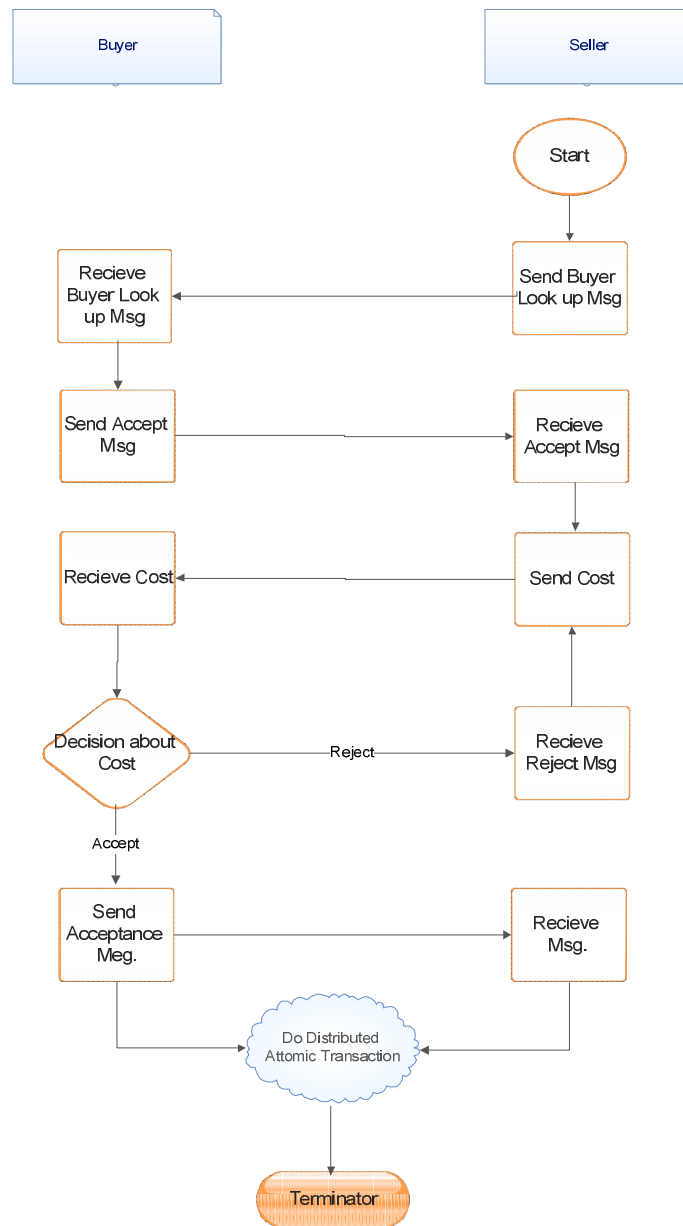 Buyer
Seller
Start
Recieve
Buyer Look
up Msg
Send Buyer
Look up Msg
Send Accept
Msg
Recieve
Accept Msg
Recieve Cost
Send Cost
Decision about
Cost
Reject
Recieve
Reject Msg
Accept
Send
Acceptance
Meg.
Recieve
Msg.
Do Distributed
Attomic Transaction
Terminator